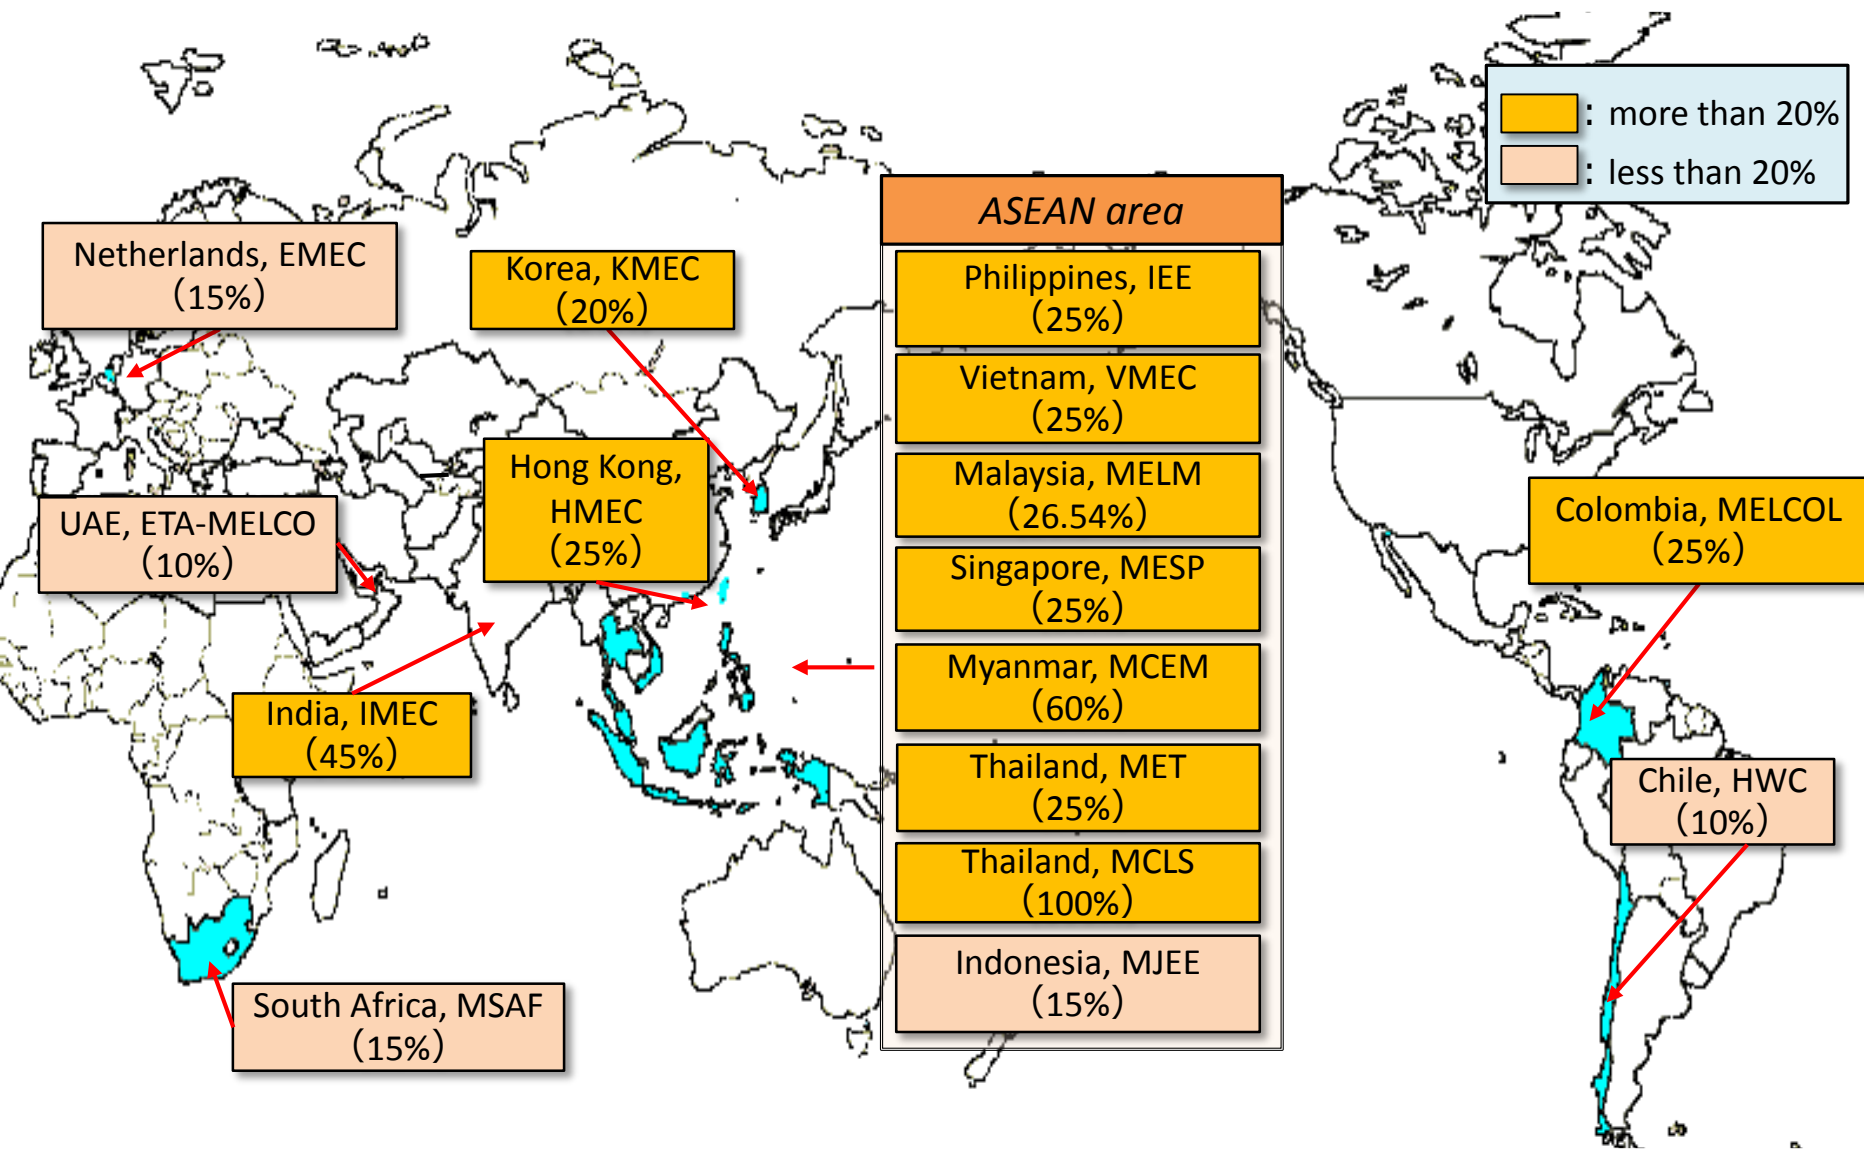 : more than 20%
: less than 20%
ASEAN area
Netherlands, EMEC
（15%）
Korea, KMEC
（20%）
Philippines, IEE
（25%）
Vietnam, VMEC
（25%）
Hong Kong,
HMEC
（25%）
Malaysia, MELM
（26.54%）
UAE, ETA-MELCO
（10%）
Colombia, MELCOL
（25%）
Singapore, MESP
（25%）
Myanmar, MCEM
（60%）
India, IMEC
（45%）
Thailand, MET
（25%）
Chile, HWC
（10%）
Thailand, MCLS
（100%）
Indonesia, MJEE
（15%）
South Africa, MSAF
（15%）